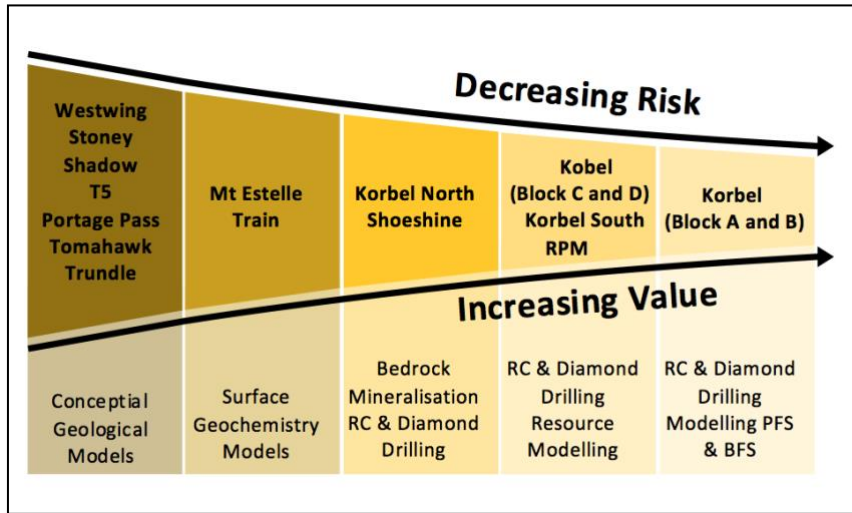 Decreasing Risk
Westwing
Stoney
Shadow
T5
Portage Pass
Tomahawk
Trundle
Mt Estelle
Train
Korbel North
Shoeshine
Kobel
(Block C and D)
Korbel South
RPM
Korbel
(Block A and B)
Increasing Value
Conceptial
Geological
Models
Surface
Geochemistry
Models
Bedrock
Mineralisation
RC & Diamond
Drilling
RC & Diamond
Drilling
Resource
Modelling
RC & Diamond
Drilling
Modelling PFS
& BFS